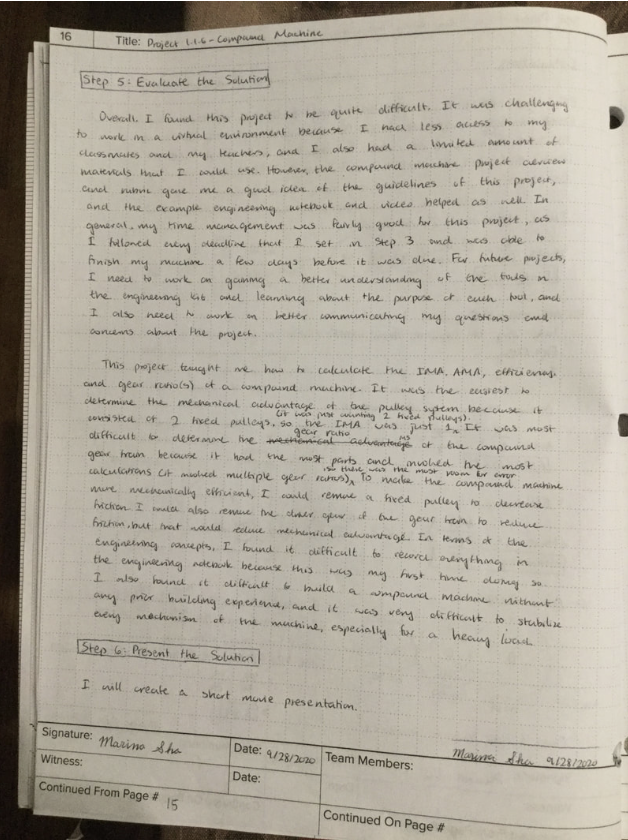 16 Title: Project 1.1.6 - Compound Machine
Step 5: Evaluate the Solution
Overall, I found this project to be quite difficult. It was challenging
to work in a virtual environment because I had less access to my
classmates and my teachers, and I also had a limited amount of
materials that I could use. However, the compound machine project overview
and rubric gave me a good idea of the guidelines of this project,
and the example engineering notebook and videos helped as well. In
general, my time management was fairly good for this project, as
I followed every deadline that I set in Step 3 and was able to
finish my machine a few days before it was due. For future projects,
I need to work on gaining a better understanding of the tools in
the engineering kit and learning about the purpose of each tool, and
I also need to work on better communicating my questions and
concerns about the project.
This project taught me how to calculate the IMA, AMA, efficiency,
and gear ratio(s) of a compound machine. It was the easiest to
determine the mechanical advantage of the pulley system because it
(it was just wanting 2 fixed pulleys).
consisted of 2 fixed pulleys, so the IMA was just 1. It was most
gear ratio
difficult to determine the mechanical advantage of the compound
gear train because it had the most parts and involved the most
so there was the most room for error
calculations (it involved multiple gear ratios). To make the compound machine
more mechanically efficient, I could remove a fixed pulley to decrease
friction. I could also remove the driver gear of the gear train to reduce
friction, but that would reduce mechanical advantage. In terms of the
engineering concepts, I found it difficult to record everything in
the engineering notebook because this was my first time doing so.
I also found it difficult to build a compound machine without
any prior building experience, and it was very difficult to stabilize
every mechanism of the machine, especially for a heavy load.
Step 6: Present the Solution
I will create a short movie presentation.
Signature: Marina Sha Date: 9/28/2020 Team Members: Marina Sha 9/28/2020
Witness: Date:
Continued From Page # 15 Continued On Page #